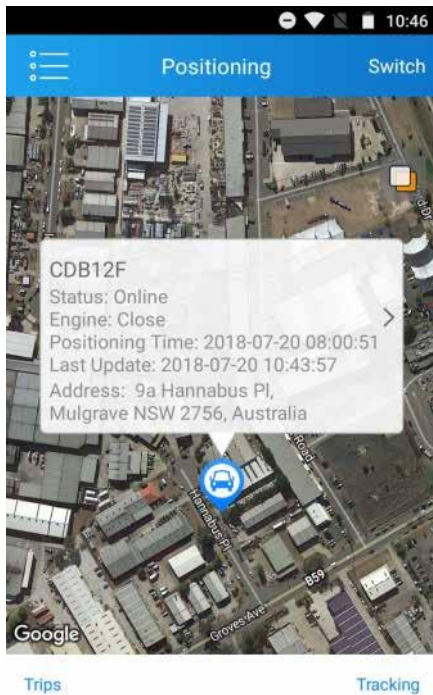 10:46
Positioning Switch
CDB12F
Status: Online
Engine: Close
Positioning Time: 2018-07-20 08:00:51
Last Update: 2018-07-20 10:43:57
Address: 9a Hannabus Pl,
Mulgrave NSW 2756, Australia
d Dr
Road
Hannabus Pl
B59
Groves Ave
Google
Trips Tracking